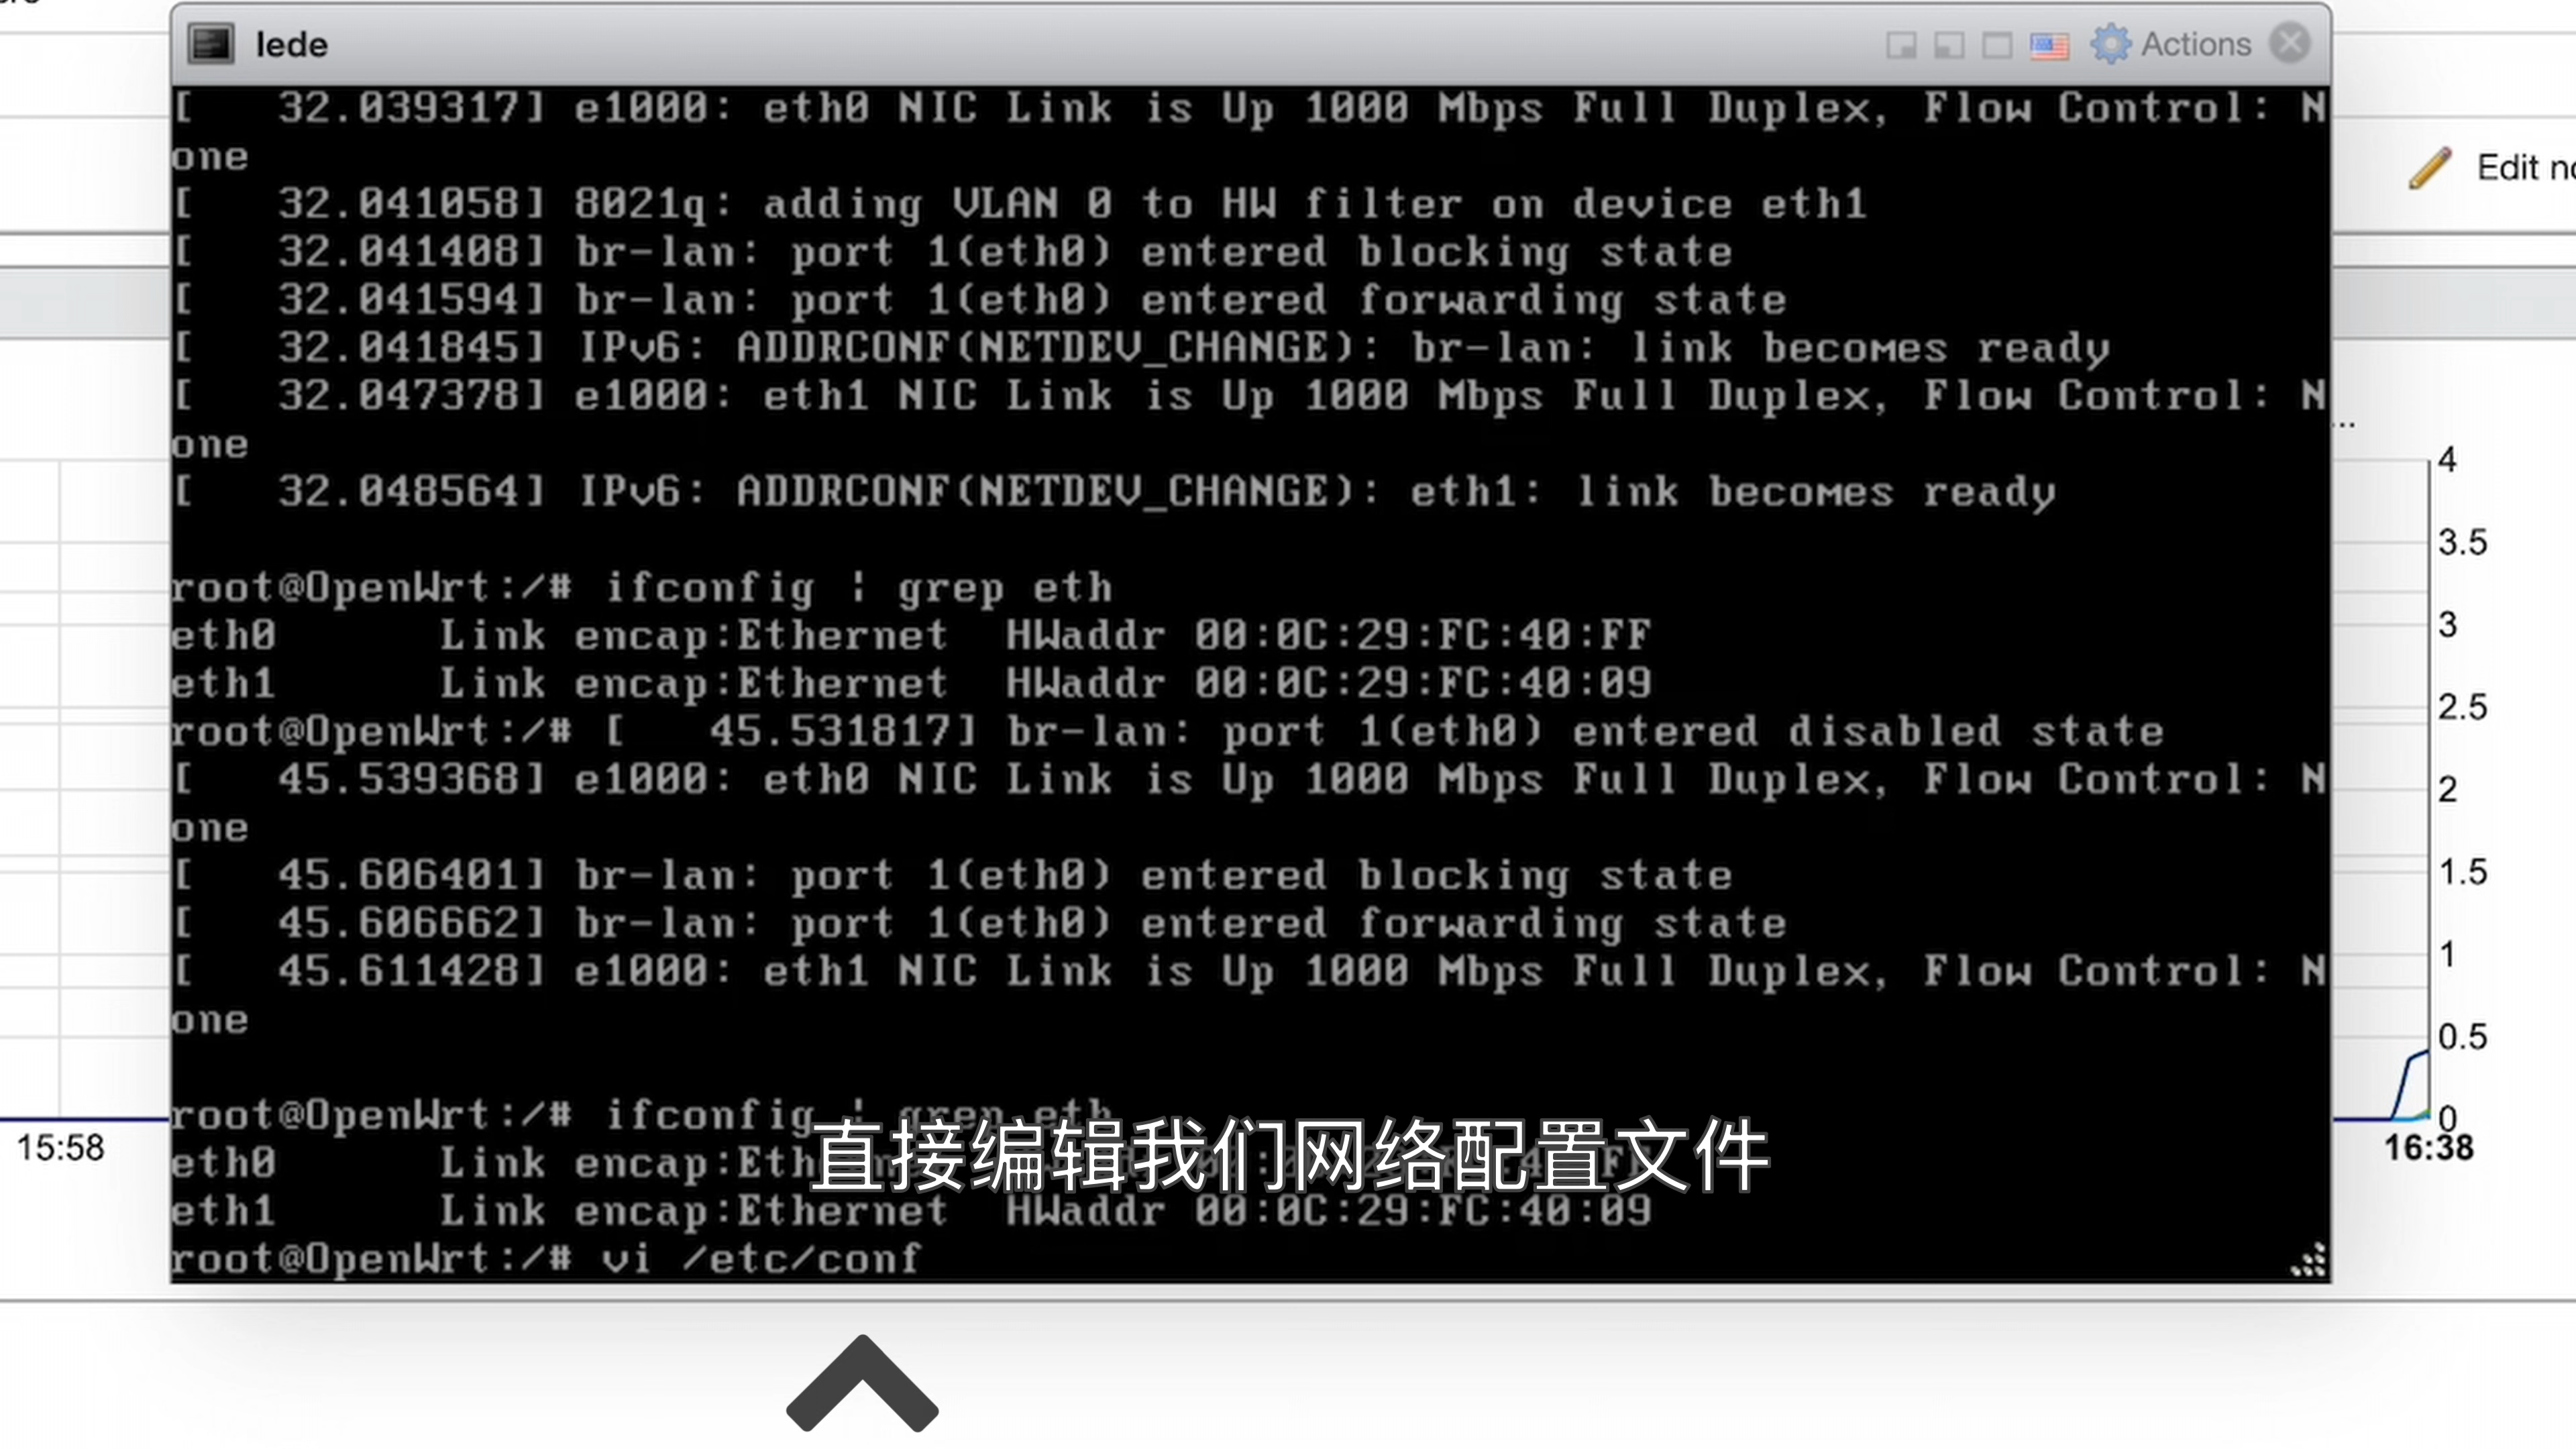 lede
Actions
[    32.039317] e1000: eth0 NIC Link is Up 1000 Mbps Full Duplex, Flow Control: N
one
[    32.041058] 8021q: adding VLAN 0 to HW filter on device eth1
[    32.041408] br-lan: port 1(eth0) entered blocking state
[    32.041594] br-lan: port 1(eth0) entered forwarding state
[    32.041845] IPv6: ADDRCONF(NETDEV_CHANGE): br-lan: link becomes ready
[    32.047378] e1000: eth1 NIC Link is Up 1000 Mbps Full Duplex, Flow Control: N
one
[    32.048564] IPv6: ADDRCONF(NETDEV_CHANGE): eth1: link becomes ready
root@OpenWrt:/# ifconfig | grep eth
eth0      Link encap:Ethernet  HWaddr 00:0C:29:FC:40:FF
eth1      Link encap:Ethernet  HWaddr 00:0C:29:FC:40:09
root@OpenWrt:/# [    45.531817] br-lan: port 1(eth0) entered disabled state
[    45.539368] e1000: eth0 NIC Link is Up 1000 Mbps Full Duplex, Flow Control: N
one
[    45.606401] br-lan: port 1(eth0) entered blocking state
[    45.606662] br-lan: port 1(eth0) entered forwarding state
[    45.611428] e1000: eth1 NIC Link is Up 1000 Mbps Full Duplex, Flow Control: N
one
root@OpenWrt:/# ifconfig | grep eth
eth0      Link
eth1      Link encap:Ethernet  HWaddr 00:0C:29:FC:40:09
root@OpenWrt:/# vi /etc/conf
直接编辑我们网络配置文件
Edit
...
4
3.5
3
2.5
2
1.5
1
0.5
0
15:58
16:38